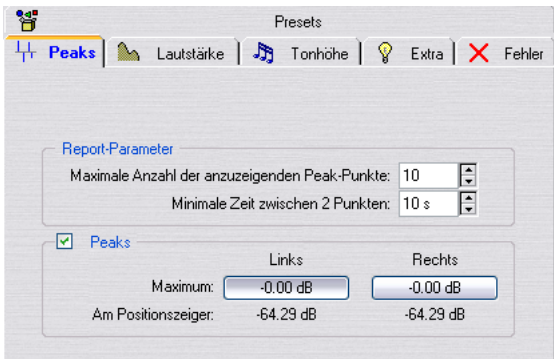 Presets
Peaks Lautstärke Tonhöhe Extra Fehler
Report-Parameter
Maximale Anzahl der anzuzeigenden Peak-Punkte: 10
Minimale Zeit zwischen 2 Punkten: 10 s
Peaks
Links Rechts
Maximum: -0.00 dB -0.00 dB
Am Positionszeiger: -64.29 dB -64.29 dB